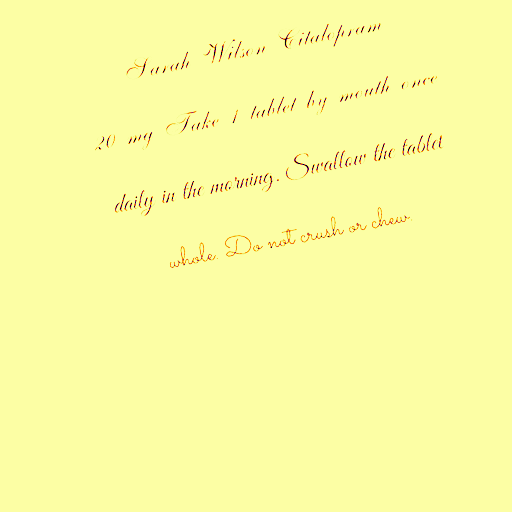 Sarah Wilson Citalopram
20 mg Take 1 tablet by mouth once
daily in the morning. Swallow the tablet
whole. Do not crush or chew.